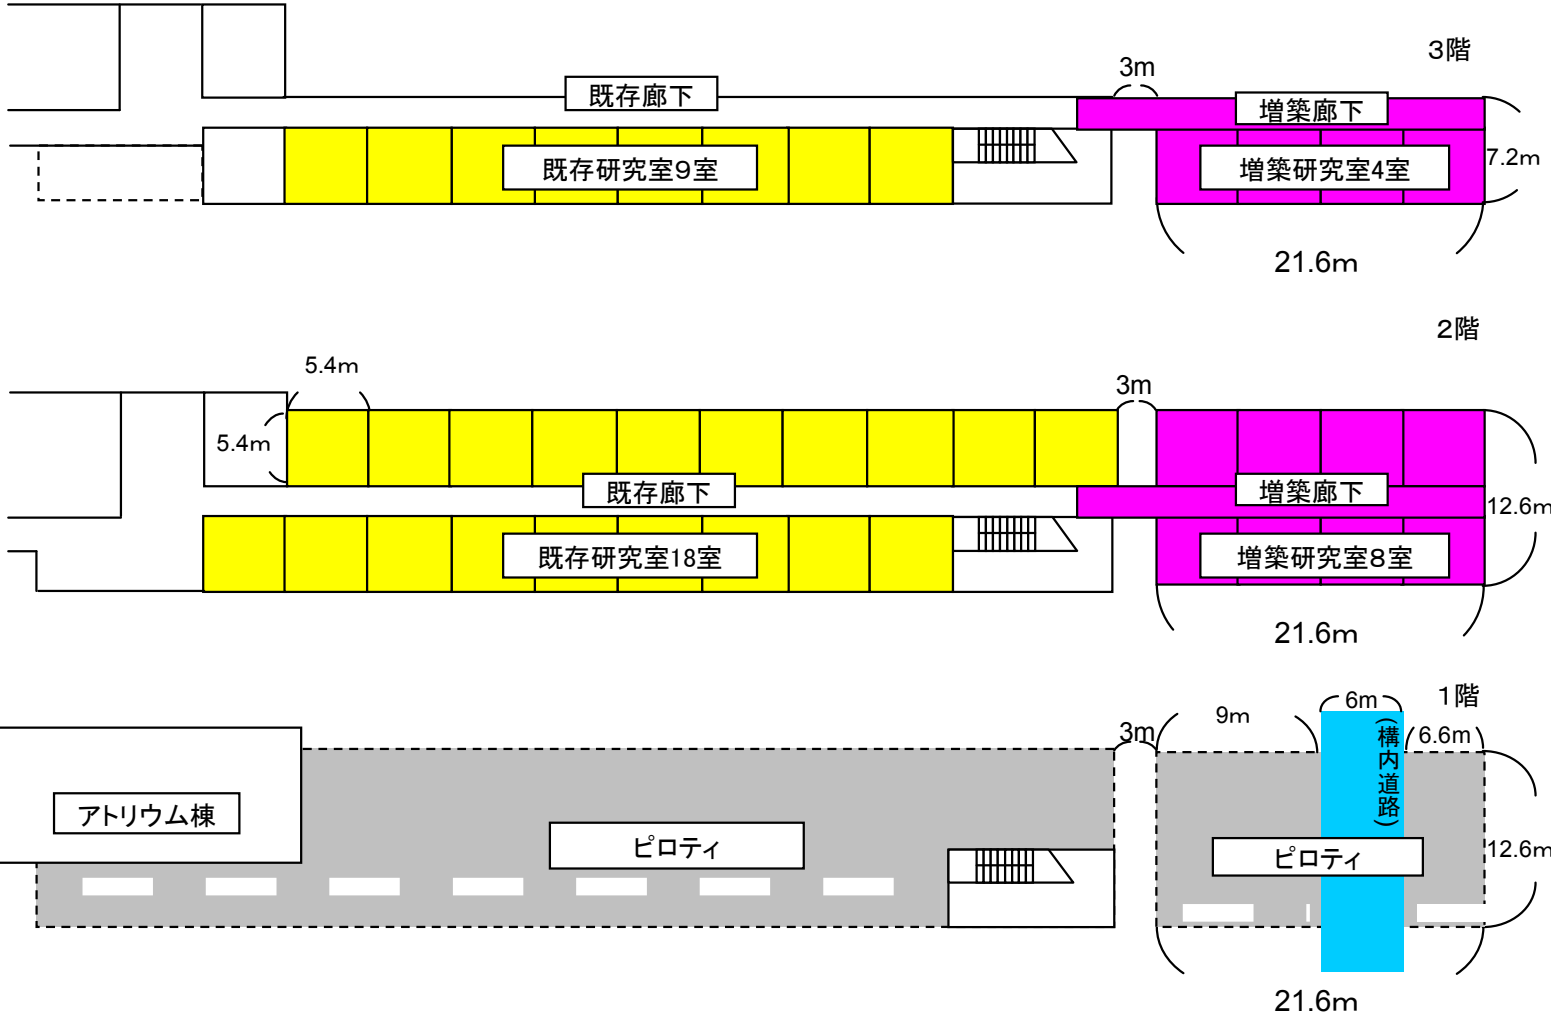 3階
3m
既存廊下
増築廊下
既存研究室9室
増築研究室4室
7.2m
21.6m
2階
5.4m
3m
5.4m
既存廊下
増築廊下
12.6m
既存研究室18室
増築研究室8室
21.6m
1階
6m
9m
3m
6.6m
(構内道路)
アトリウム棟
ピロティ
ピロティ
12.6m
21.6m